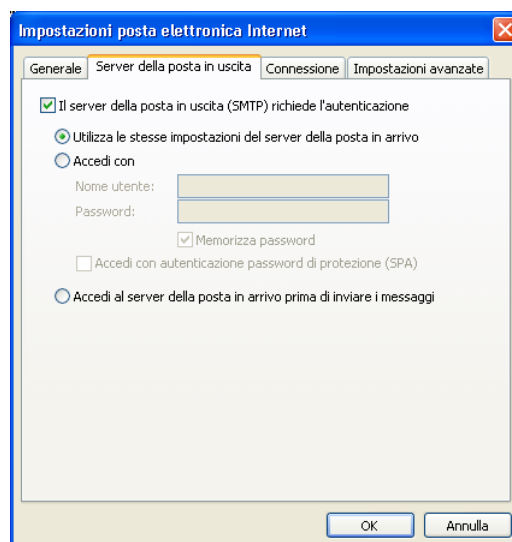 Impostazioni posta elettronica Internet
Generale Server della posta in uscita Connessione Impostazioni avanzate
Il server della posta in uscita (SMTP) richiede l'autenticazione
Utilizza le stesse impostazioni del server della posta in arrivo
Accedi con
Nome utente:
Password:
Memorizza password
Accedi con autenticazione password di protezione (SPA)
Accedi al server della posta in arrivo prima di inviare i messaggi
OK Annulla